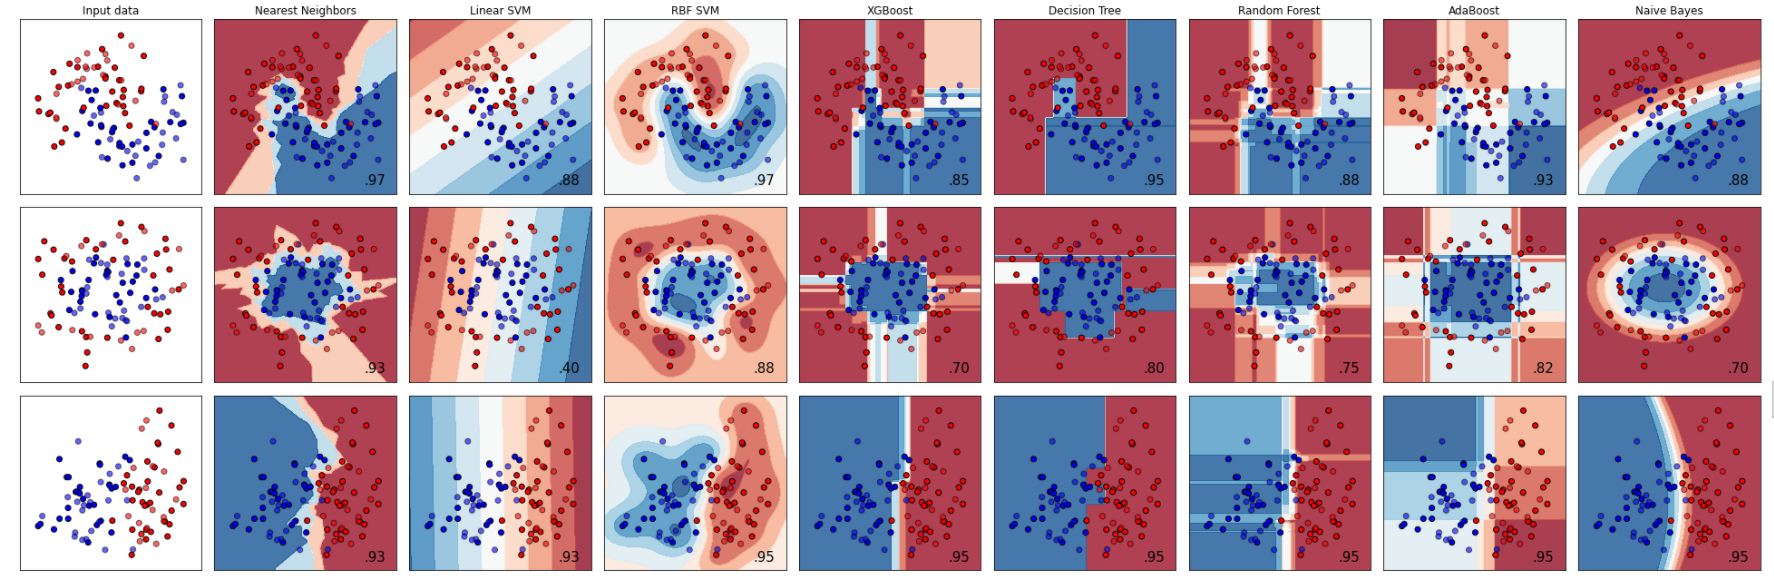 Input data Nearest Neighbors Linear SVM RBF SVM XGBoost Decision Tree Random Forest AdaBoost Naive Bayes
.97 .88 .97 .85 .95 .88 .93 .88
.93 .40 .88 .70 .80 .75 .82 .70
.93 .93 .95 .95 .95 .95 .95 .95